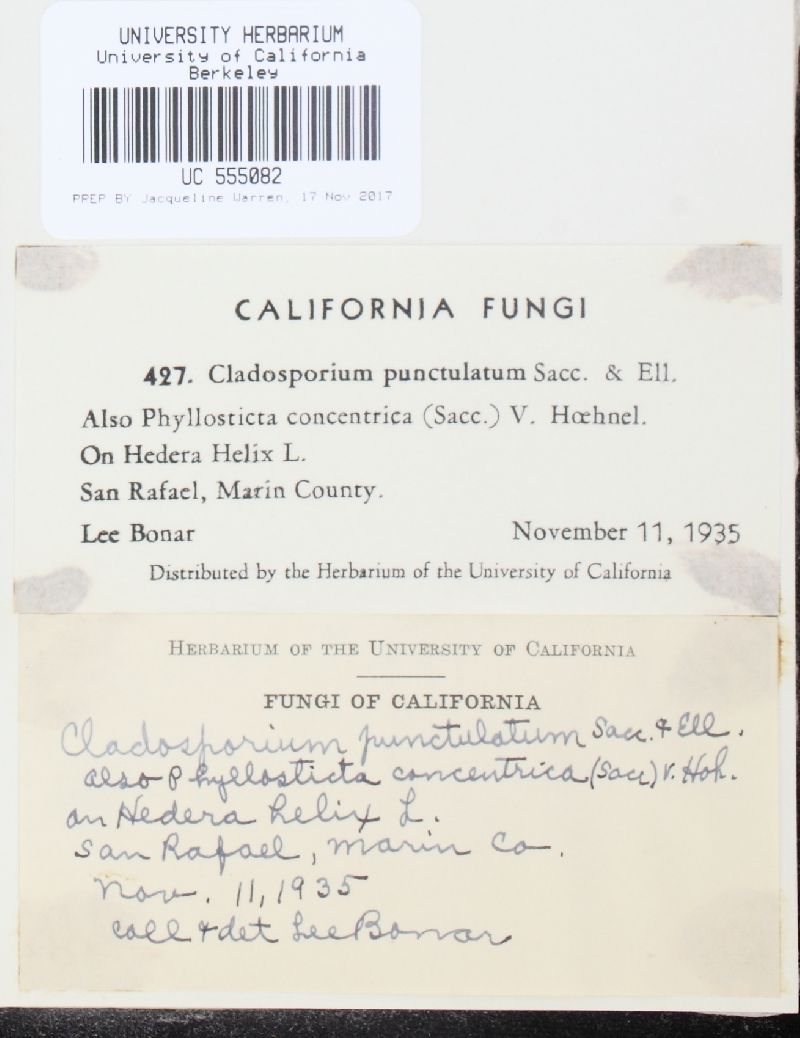 UNIVERSITY HERBARIUM
University of California
Berkeley
UC 555082
PREP BY Jacqueline Warren, 17 Nov 2017
CALIFORNIA FUNGI
427. Cladosporium punctulatum Sacc. & Ell.
Also Phyllosticta concentrica (Sacc.) V. Hœhnel.
On Hedera Helix L.
San Rafael, Marin County.
Lee Bonar November 11, 1935
Distributed by the Herbarium of the University of California
HERBARIUM OF THE UNIVERSITY OF CALIFORNIA
FUNGI OF CALIFORNIA
Cladosporium punctulatum Sacc. & Ell.
also Phyllosticta concentrica (Sacc) v. Hoh.
on Hedera helix L.
San Rafael, Marin Co.
Nov. 11, 1935
coll & det Lee Bonar